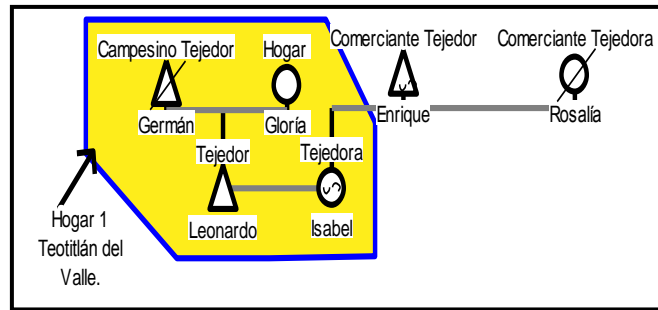 Campesino Tejedor
Hogar
Comerciante Tejedor
Comerciante Tejedora
Germán
Gloría
Enrique
Rosalía
Tejedor
Tejedora
Leonardo
Isabel
Hogar 1
Teotitlán del
Valle.